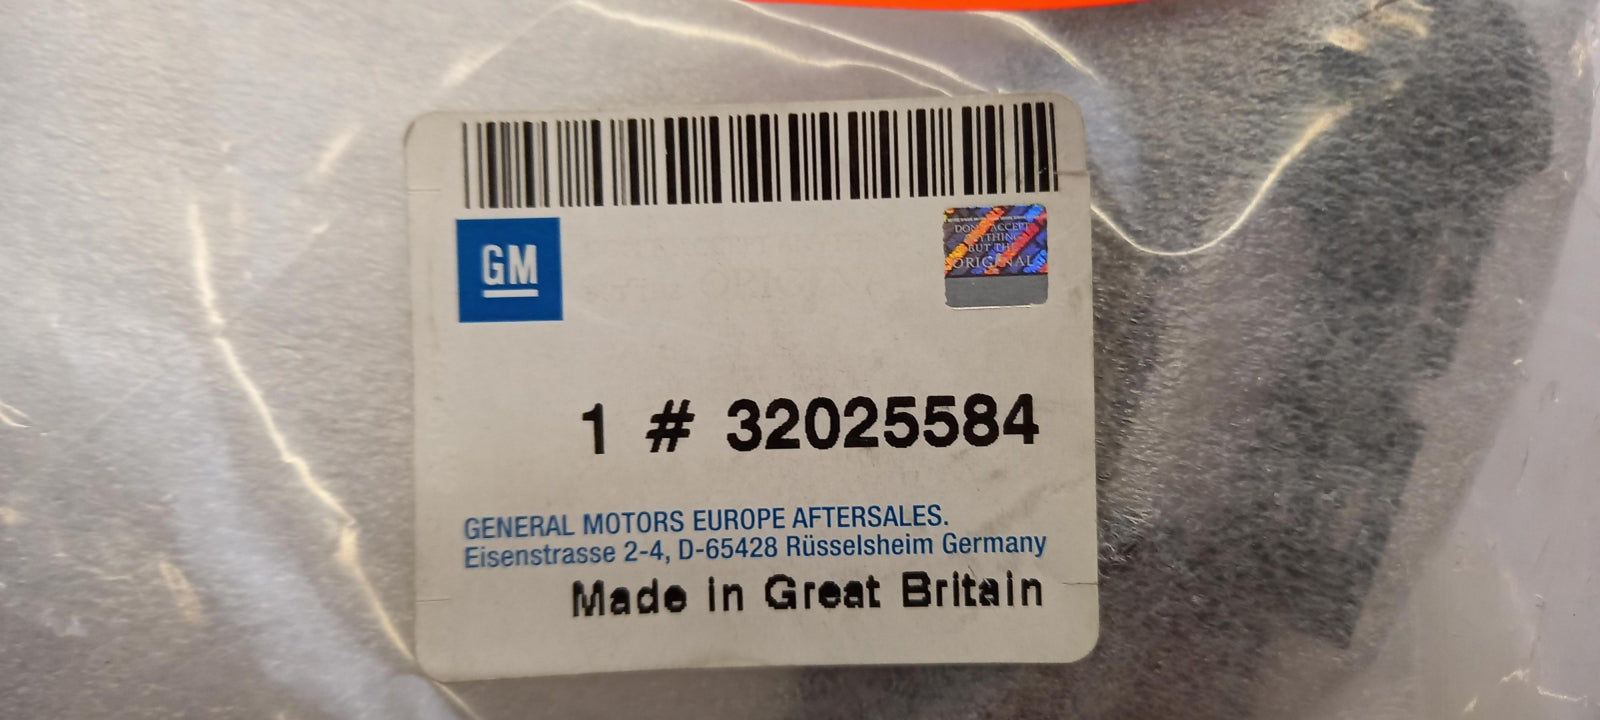 GM
DON'T ACCEPT
ANYTHING
BUT THE
ORIGINAL
1 # 32025584
GENERAL MOTORS EUROPE AFTERSALES.
Eisenstrasse 2-4, D-65428 Rüsselsheim Germany
Made in Great Britain